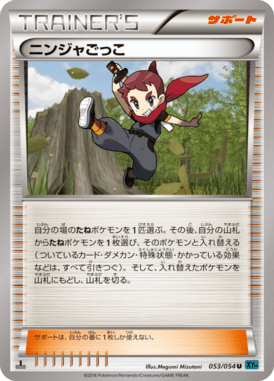 TRAINER'S
サポート
ニンジャごっこ
自分の場のたねポケモンを1匹選ぶ。その後、自分の山札
からたねポケモンを1枚選び、そのポケモンと入れ替える
(ついているカード・ダメカン・特殊状態・かかっている効果
などは、すべて引きつぐ)。そして、入れ替えたポケモンを
山札にもどし、山札を切る。
サポートは、自分の番に1枚しか使えない。
Illus.Megumi Mizutani
053/054 U
©2016 Pokémon/Nintendo/Creatures/GAME FREAK.